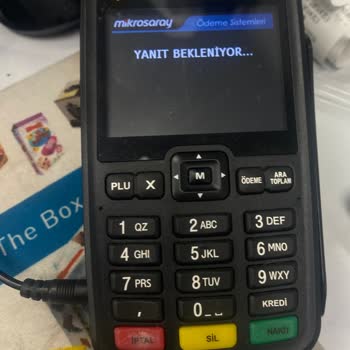 mikrosaray Ödeme Sistemleri
YANIT BEKLENİYOR...
PLU X M ÖDEME ARA TOPLAM
1 QZ 2 ABC 3 DEF
4 GHI 5 JKL 6 MNO
7 PRS 8 TUV 9 WXY
, 0 KREDİ
İPTAL SİL NAKİT
The Box